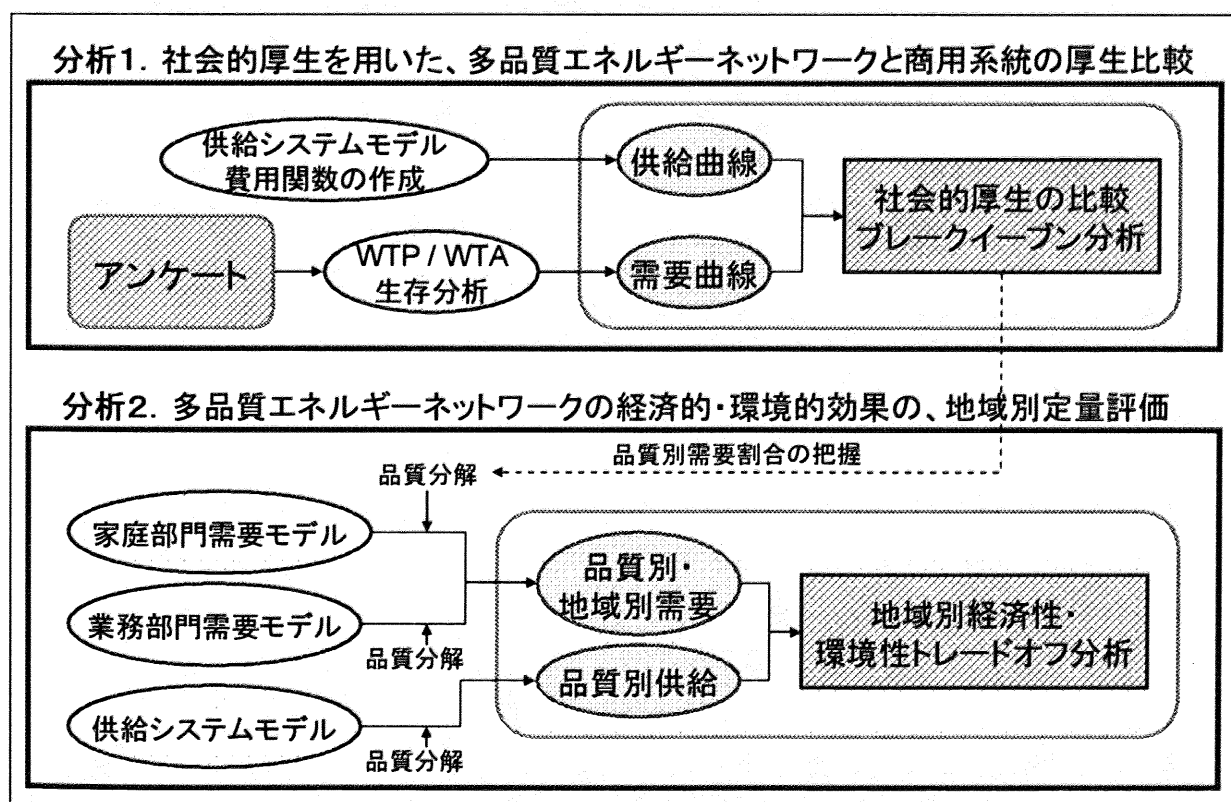 分析1. 社会的厚生を用いた、多品質エネルギーネットワークと商用系統の厚生比較
供給システムモデル
費用関数の作成
供給曲線
アンケート
WTP / WTA
生存分析
需要曲線
社会的厚生の比較
ブレークイーブン分析
分析2. 多品質エネルギーネットワークの経済的・環境的効果の、地域別定量評価
品質別需要割合の把握
品質分解
家庭部門需要モデル
業務部門需要モデル
品質分解
供給システムモデル
品質分解
品質別・
地域別需要
品質別供給
地域別経済性・
環境性トレードオフ分析